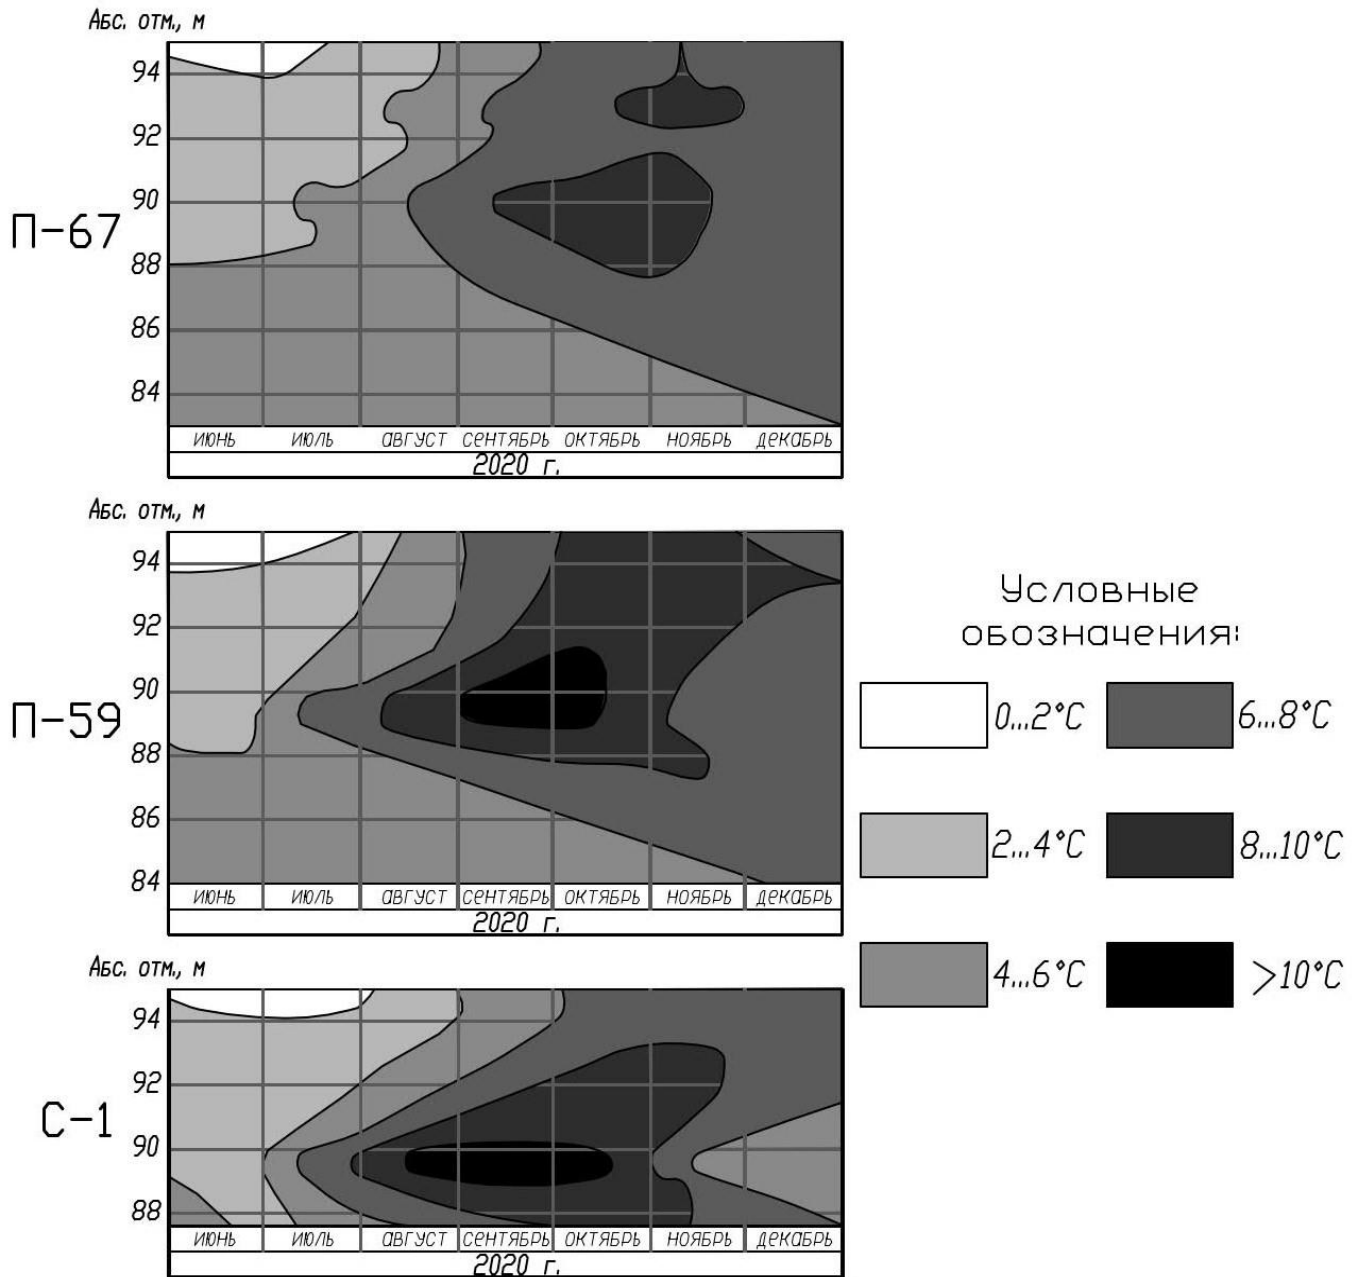 Абс. отм., м
94
92
90
П-67
88
86
84
июнь июль август сентябрь октябрь ноябрь декабрь
2020 г.
Абс. отм., м
94
92
90
П-59
88
86
84
июнь июль август сентябрь октябрь ноябрь декабрь
2020 г.
Абс. отм., м
94
92
С-1
90
88
июнь июль август сентябрь октябрь ноябрь декабрь
2020 г.
Условные
обозначения:
0...2°С 6...8°С
2...4°С 8...10°С
4...6°С >10°С